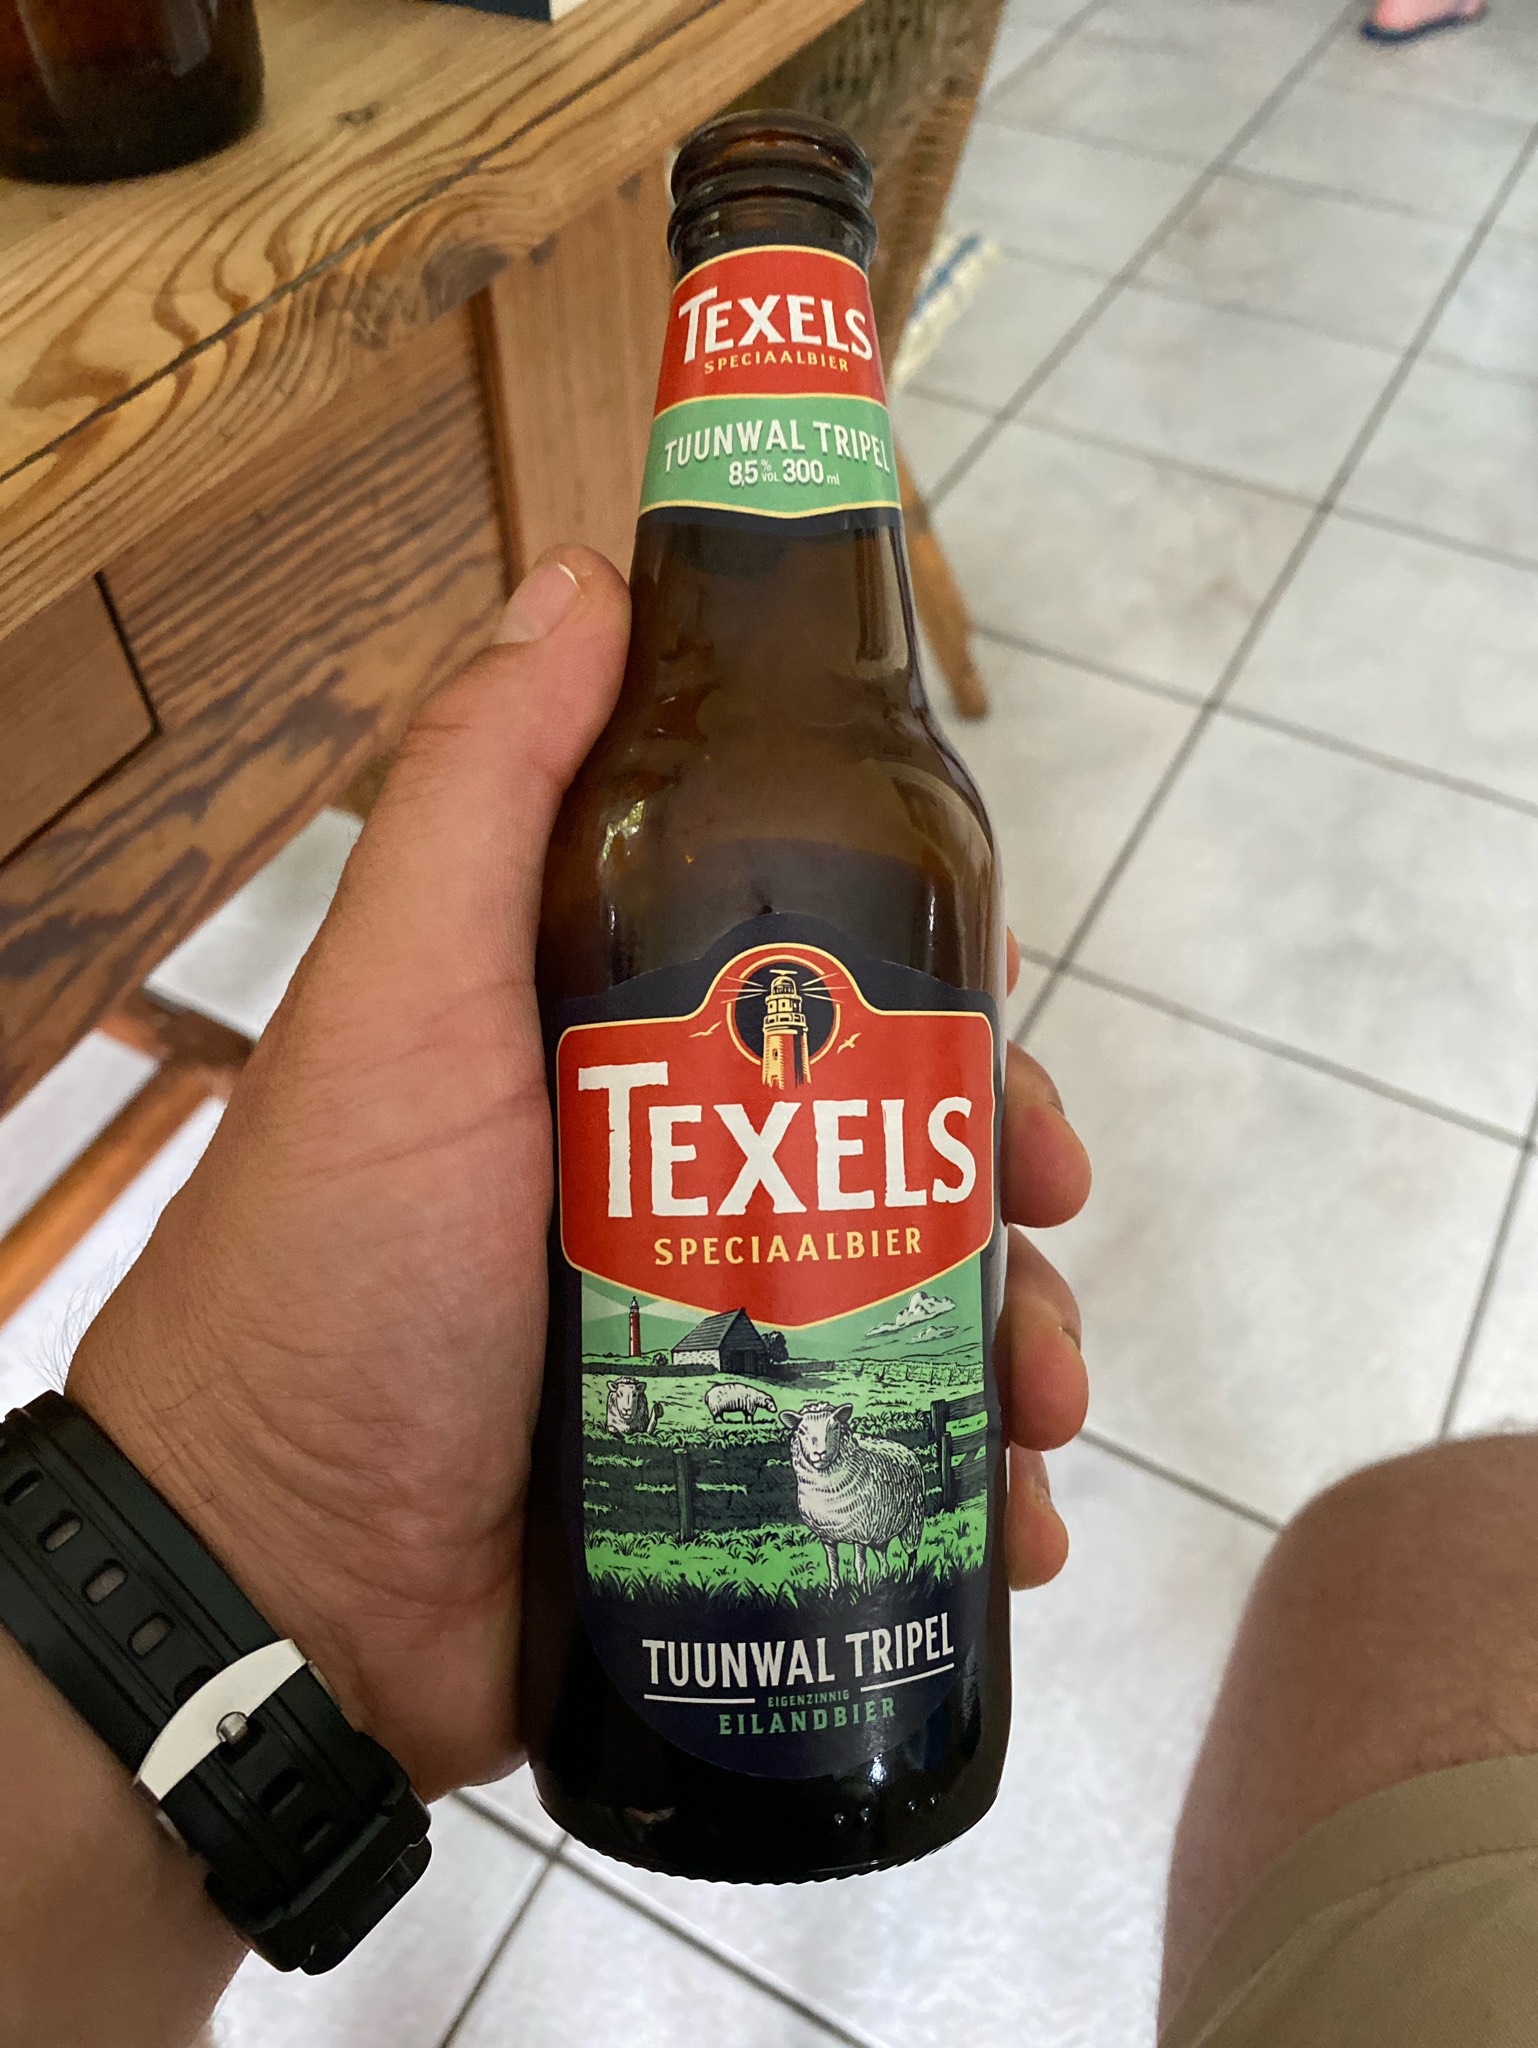 TEXELS
SPECIAALBIER
TUUNWAL TRIPEL
8,5 % VOL. 300 ml
TEXELS
SPECIAALBIER
TUUNWAL TRIPEL
EIGENZINNIG
EILANDBIER